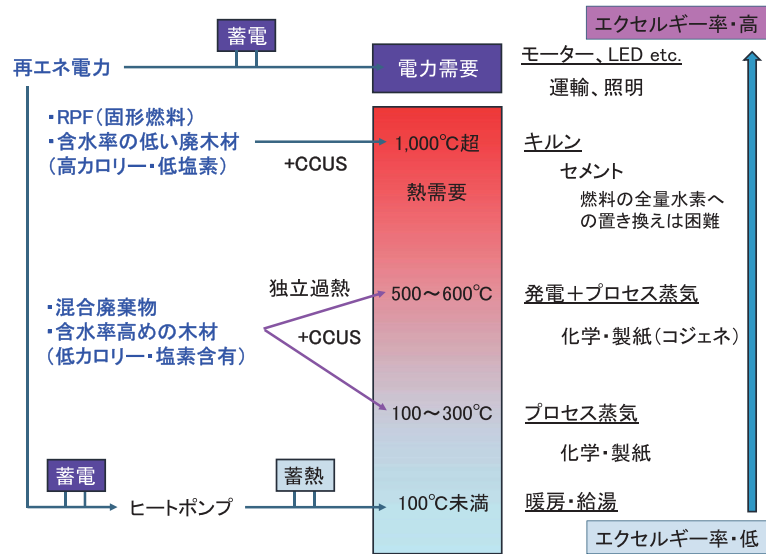 エクセルギー率・高
蓄電
再エネ電力
電力需要
モーター、LED etc.
運輸、照明
・RPF(固形燃料)
・含水率の低い廃木材
(高カロリー・低塩素)
+CCUS
1,000℃超
熱需要
キルン
セメント
燃料の全量水素へ
の置き換えは困難
・混合廃棄物
・含水率高めの木材
(低カロリー・塩素含有)
独立過熱
+CCUS
500～600℃
発電＋プロセス蒸気
化学・製紙(コジェネ)
100～300℃
プロセス蒸気
化学・製紙
蓄電
ヒートポンプ
蓄熱
100℃未満
暖房・給湯
エクセルギー率・低